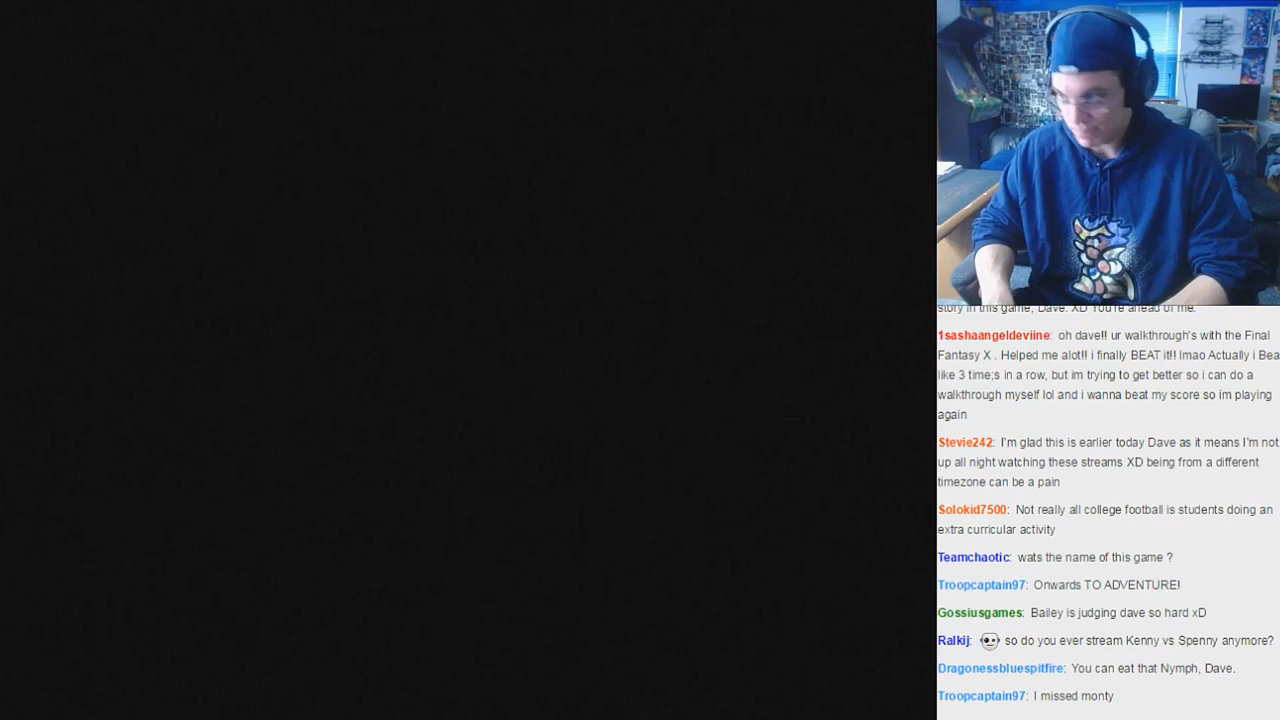 story in this game, Dave. XD You're ahead of me.
1sashaangeldeviine: oh dave!! ur walkthrough's with the Final
Fantasy X . Helped me alot!! i finally BEAT it!! lmao Actually i Bea
like 3 time;s in a row, but im trying to get better so i can do a
walkthrough myself lol and i wanna beat my score so im playing
again
Stevie242: I'm glad this is earlier today Dave as it means I'm not
up all night watching these streams XD being from a different
timezone can be a pain
Solokid7500: Not really all college football is students doing an
extra curricular activity
Teamchaotic: wats the name of this game ?
Troopcaptain97: Onwards TO ADVENTURE!
Gossiusgames: Bailey is judging dave so hard xD
Ralkij: so do you ever stream Kenny vs Spenny anymore?
Dragonessbluespitfire: You can eat that Nymph, Dave.
Troopcaptain97: I missed monty